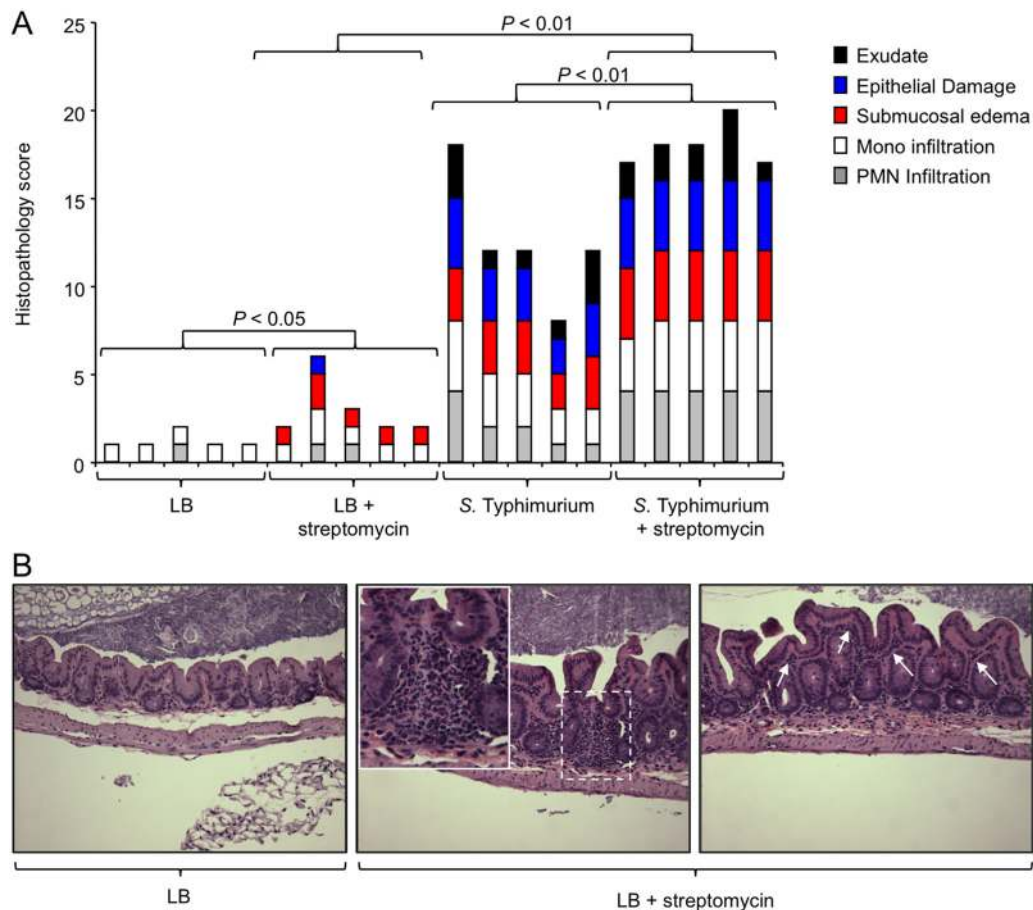 A
25
20
15
10
5
0
Histopathology score
P < 0.01
P < 0.01
P < 0.05
Exudate
Epithelial Damage
Submucosal edema
Mono infiltration
PMN Infiltration
LB
LB +
streptomycin
S. Typhimurium
S. Typhimurium
+ streptomycin
B
LB
LB + streptomycin